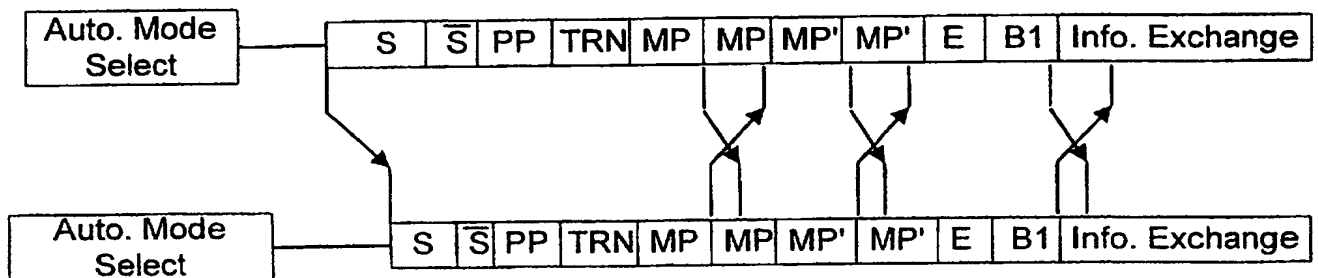 Auto. Mode
Select
S S̅ PP TRN MP MP MP' MP' E B1 Info. Exchange
Auto. Mode
Select
S S̅ PP TRN MP MP MP' MP' E B1 Info. Exchange